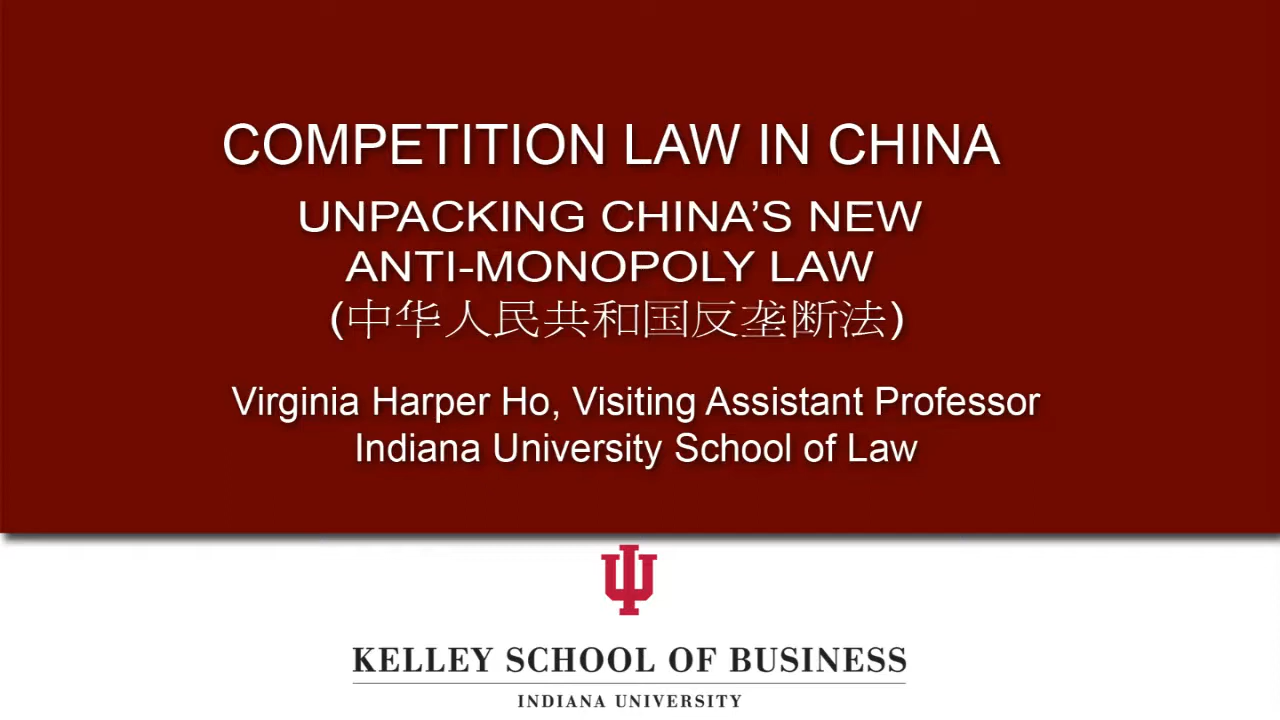 COMPETITION LAW IN CHINA
UNPACKING CHINA’S NEW
ANTI-MONOPOLY LAW
(中华人民共和国反垄断法)
Virginia Harper Ho, Visiting Assistant Professor
Indiana University School of Law
KELLEY SCHOOL OF BUSINESS
INDIANA UNIVERSITY